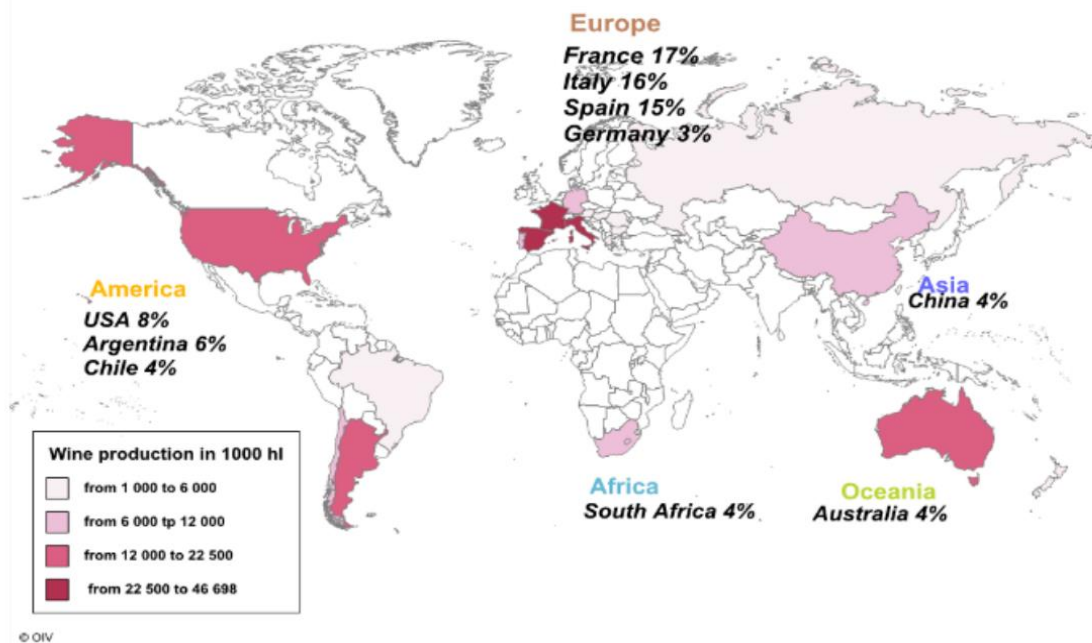 Europe
France 17%
Italy 16%
Spain 15%
Germany 3%
America
USA 8%
Argentina 6%
Chile 4%
Asia
China 4%
Africa
South Africa 4%
Oceania
Australia 4%
Wine production in 1000 hl
from 1 000 to 6 000
from 6 000 tp 12 000
from 12 000 to 22 500
from 22 500 to 46 698
© OIV